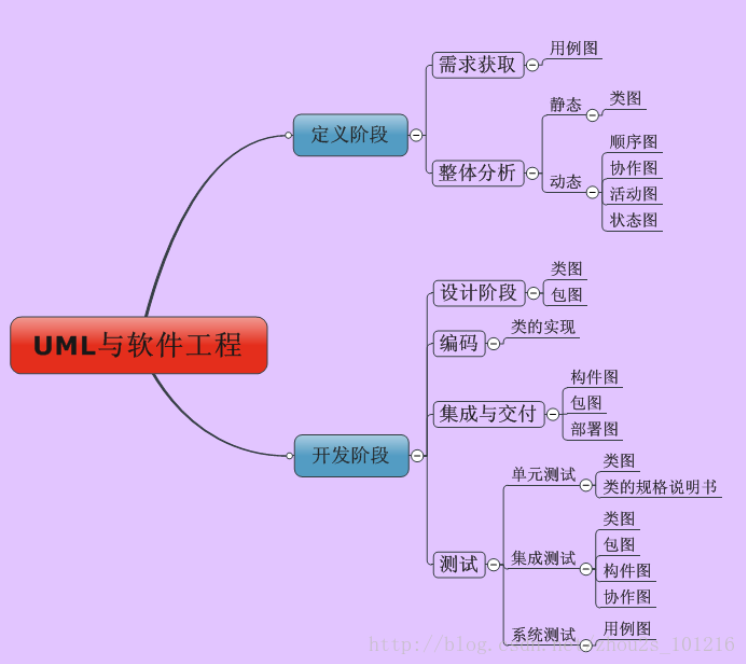 UML与软件工程
定义阶段
需求获取
用例图
整体分析
静态
类图
动态
顺序图
协作图
活动图
状态图
开发阶段
设计阶段
类图
包图
编码
类的实现
集成与交付
构件图
包图
部署图
测试
单元测试
类图
类的规格说明书
集成测试
类图
包图
构件图
协作图
系统测试
用例图